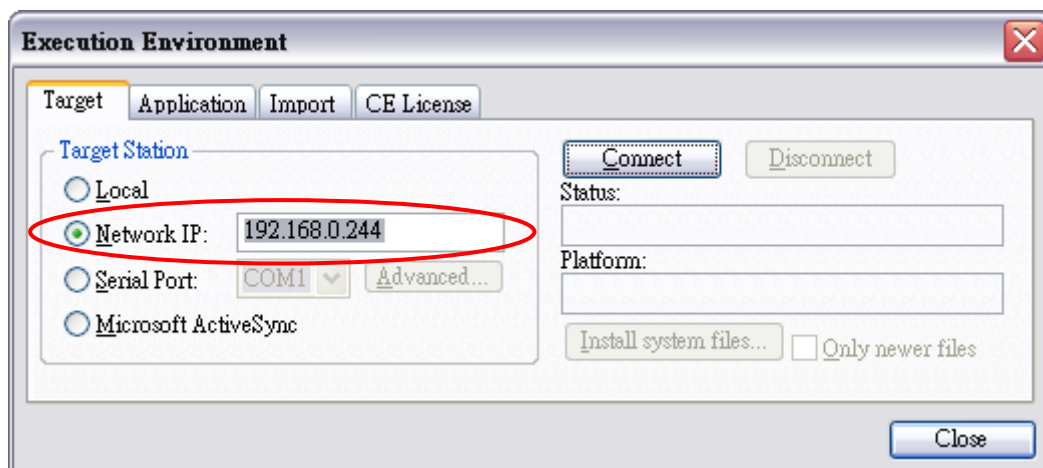 Execution Environment
Target Application Import CE License
Target Station
Local
Network IP: 192.168.0.244
Serial Port: COM1 Advanced...
Microsoft ActiveSync
Connect Disconnect
Status:
Platform:
Install system files... Only newer files
Close